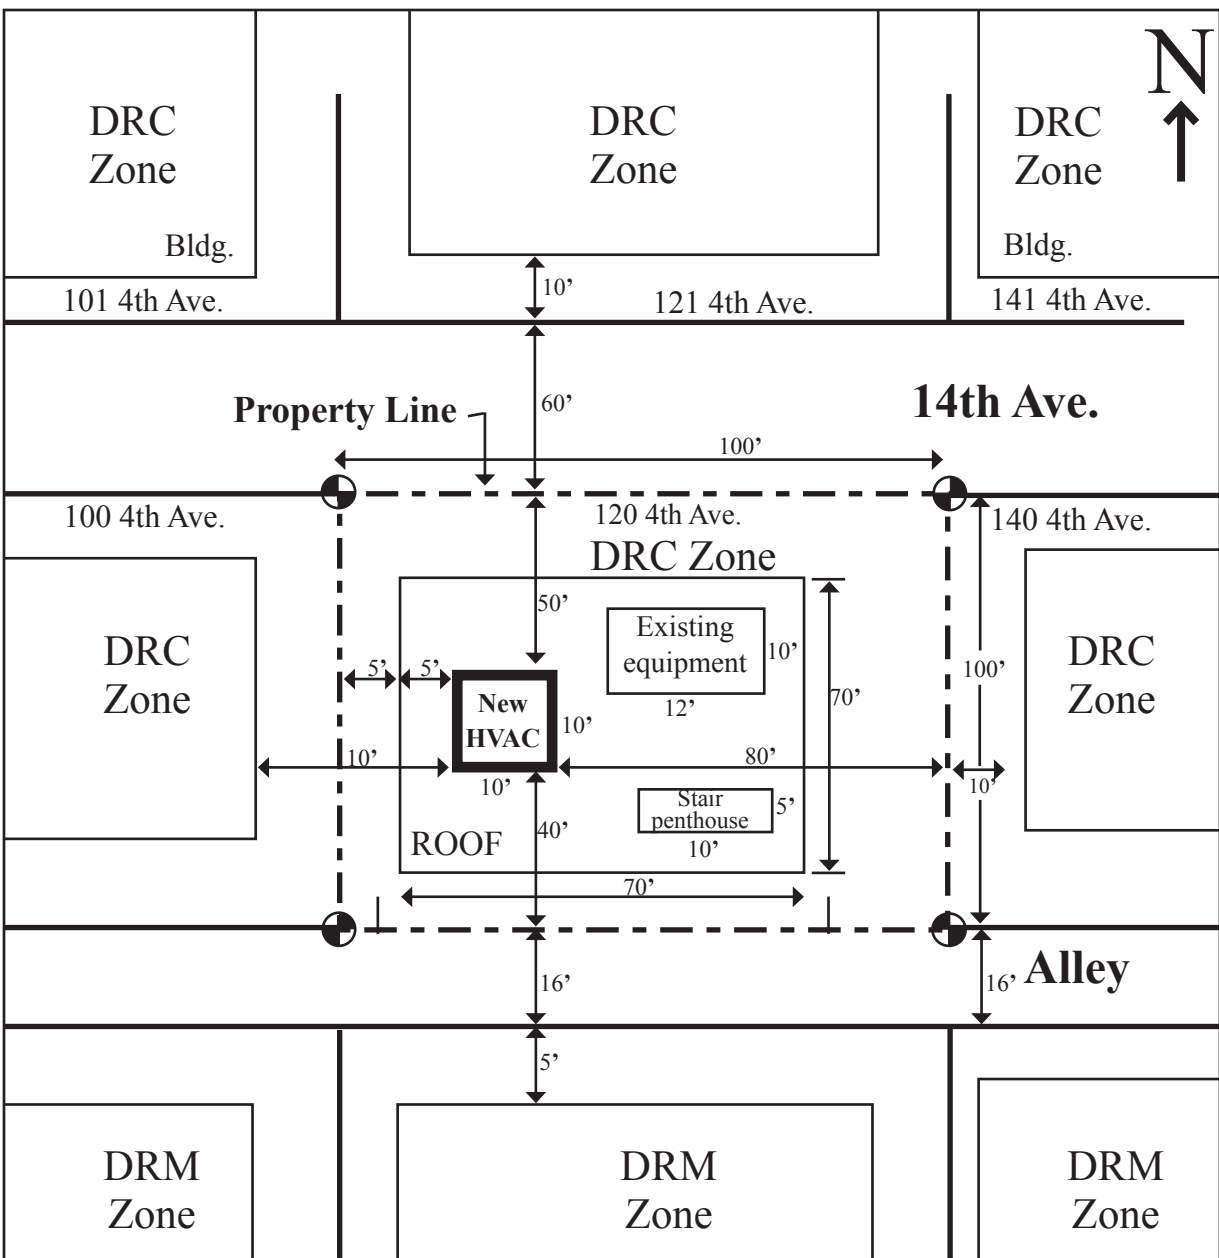 N
DRC
Zone
Bldg.
101 4th Ave.
DRC
Zone
10’
121 4th Ave.
DRC
Zone
Bldg.
141 4th Ave.
60’
14th Ave.
Property Line
100’
100 4th Ave.
120 4th Ave.
DRC Zone
140 4th Ave.
50’
Existing
equipment
10’
12’
70’
100’
DRC
Zone
5’
5’
New
HVAC
10’
10’
10’
80’
10’
DRC
Zone
Stair
penthouse
5’
10’
ROOF
40’
70’
16’
16’
Alley
5’
DRM
Zone
DRM
Zone
DRM
Zone